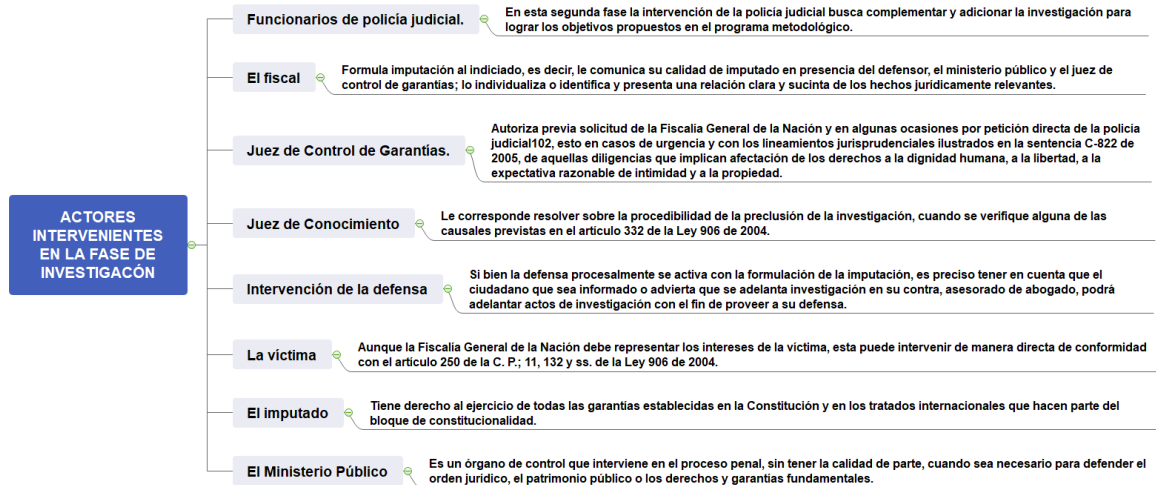 ACTORES
INTERVENIENTES
EN LA FASE DE
INVESTIGACÓN
Funcionarios de policía judicial.
En esta segunda fase la intervención de la policía judicial busca complementar y adicionar la investigación para
lograr los objetivos propuestos en el programa metodológico.
El fiscal
Formula imputación al indiciado, es decir, le comunica su calidad de imputado en presencia del defensor, el ministerio público y el juez de
control de garantías; lo individualiza o identifica y presenta una relación clara y sucinta de los hechos jurídicamente relevantes.
Juez de Control de Garantías.
Autoriza previa solicitud de la Fiscalía General de la Nación y en algunas ocasiones por petición directa de la policía
judicial102, esto en casos de urgencia y con los lineamientos jurisprudenciales ilustrados en la sentencia C-822 de
2005, de aquellas diligencias que implican afectación de los derechos a la dignidad humana, a la libertad, a la
expectativa razonable de intimidad y a la propiedad.
Juez de Conocimiento
Le corresponde resolver sobre la procedibilidad de la preclusión de la investigación, cuando se verifique alguna de las
causales previstas en el artículo 332 de la Ley 906 de 2004.
Intervención de la defensa
Si bien la defensa procesalmente se activa con la formulación de la imputación, es preciso tener en cuenta que el
ciudadano que sea informado o advierta que se adelanta investigación en su contra, asesorado de abogado, podrá
adelantar actos de investigación con el fin de proveer a su defensa.
La víctima
Aunque la Fiscalía General de la Nación debe representar los intereses de la víctima, esta puede intervenir de manera directa de conformidad
con el artículo 250 de la C. P.; 11, 132 y ss. de la Ley 906 de 2004.
El imputado
Tiene derecho al ejercicio de todas las garantías establecidas en la Constitución y en los tratados internacionales que hacen parte del
bloque de constitucionalidad.
El Ministerio Público
Es un órgano de control que interviene en el proceso penal, sin tener la calidad de parte, cuando sea necesario para defender el
orden jurídico, el patrimonio público o los derechos y garantías fundamentales.